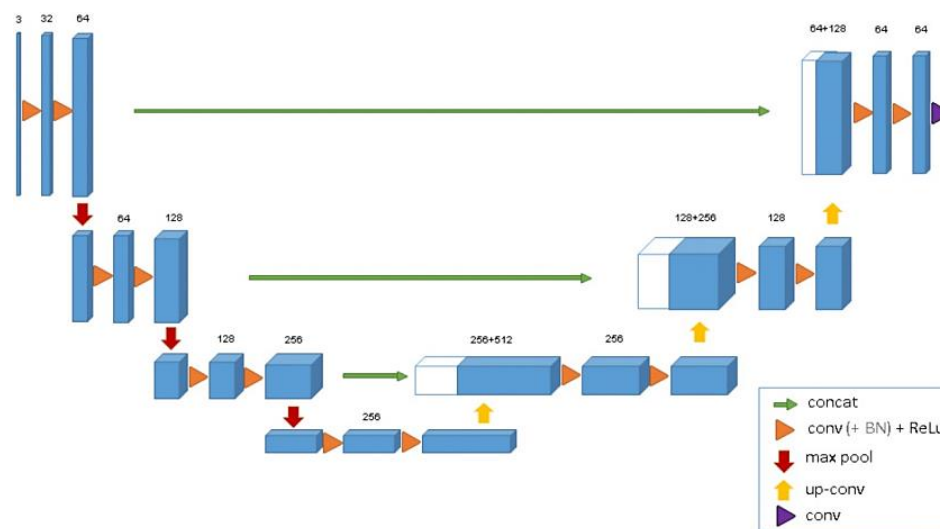 3 32 64
64+128 64 64
64 128
128+256 128
128 256
256+512 256
256
concat
conv (+ BN) + ReLu
max pool
up-conv
conv